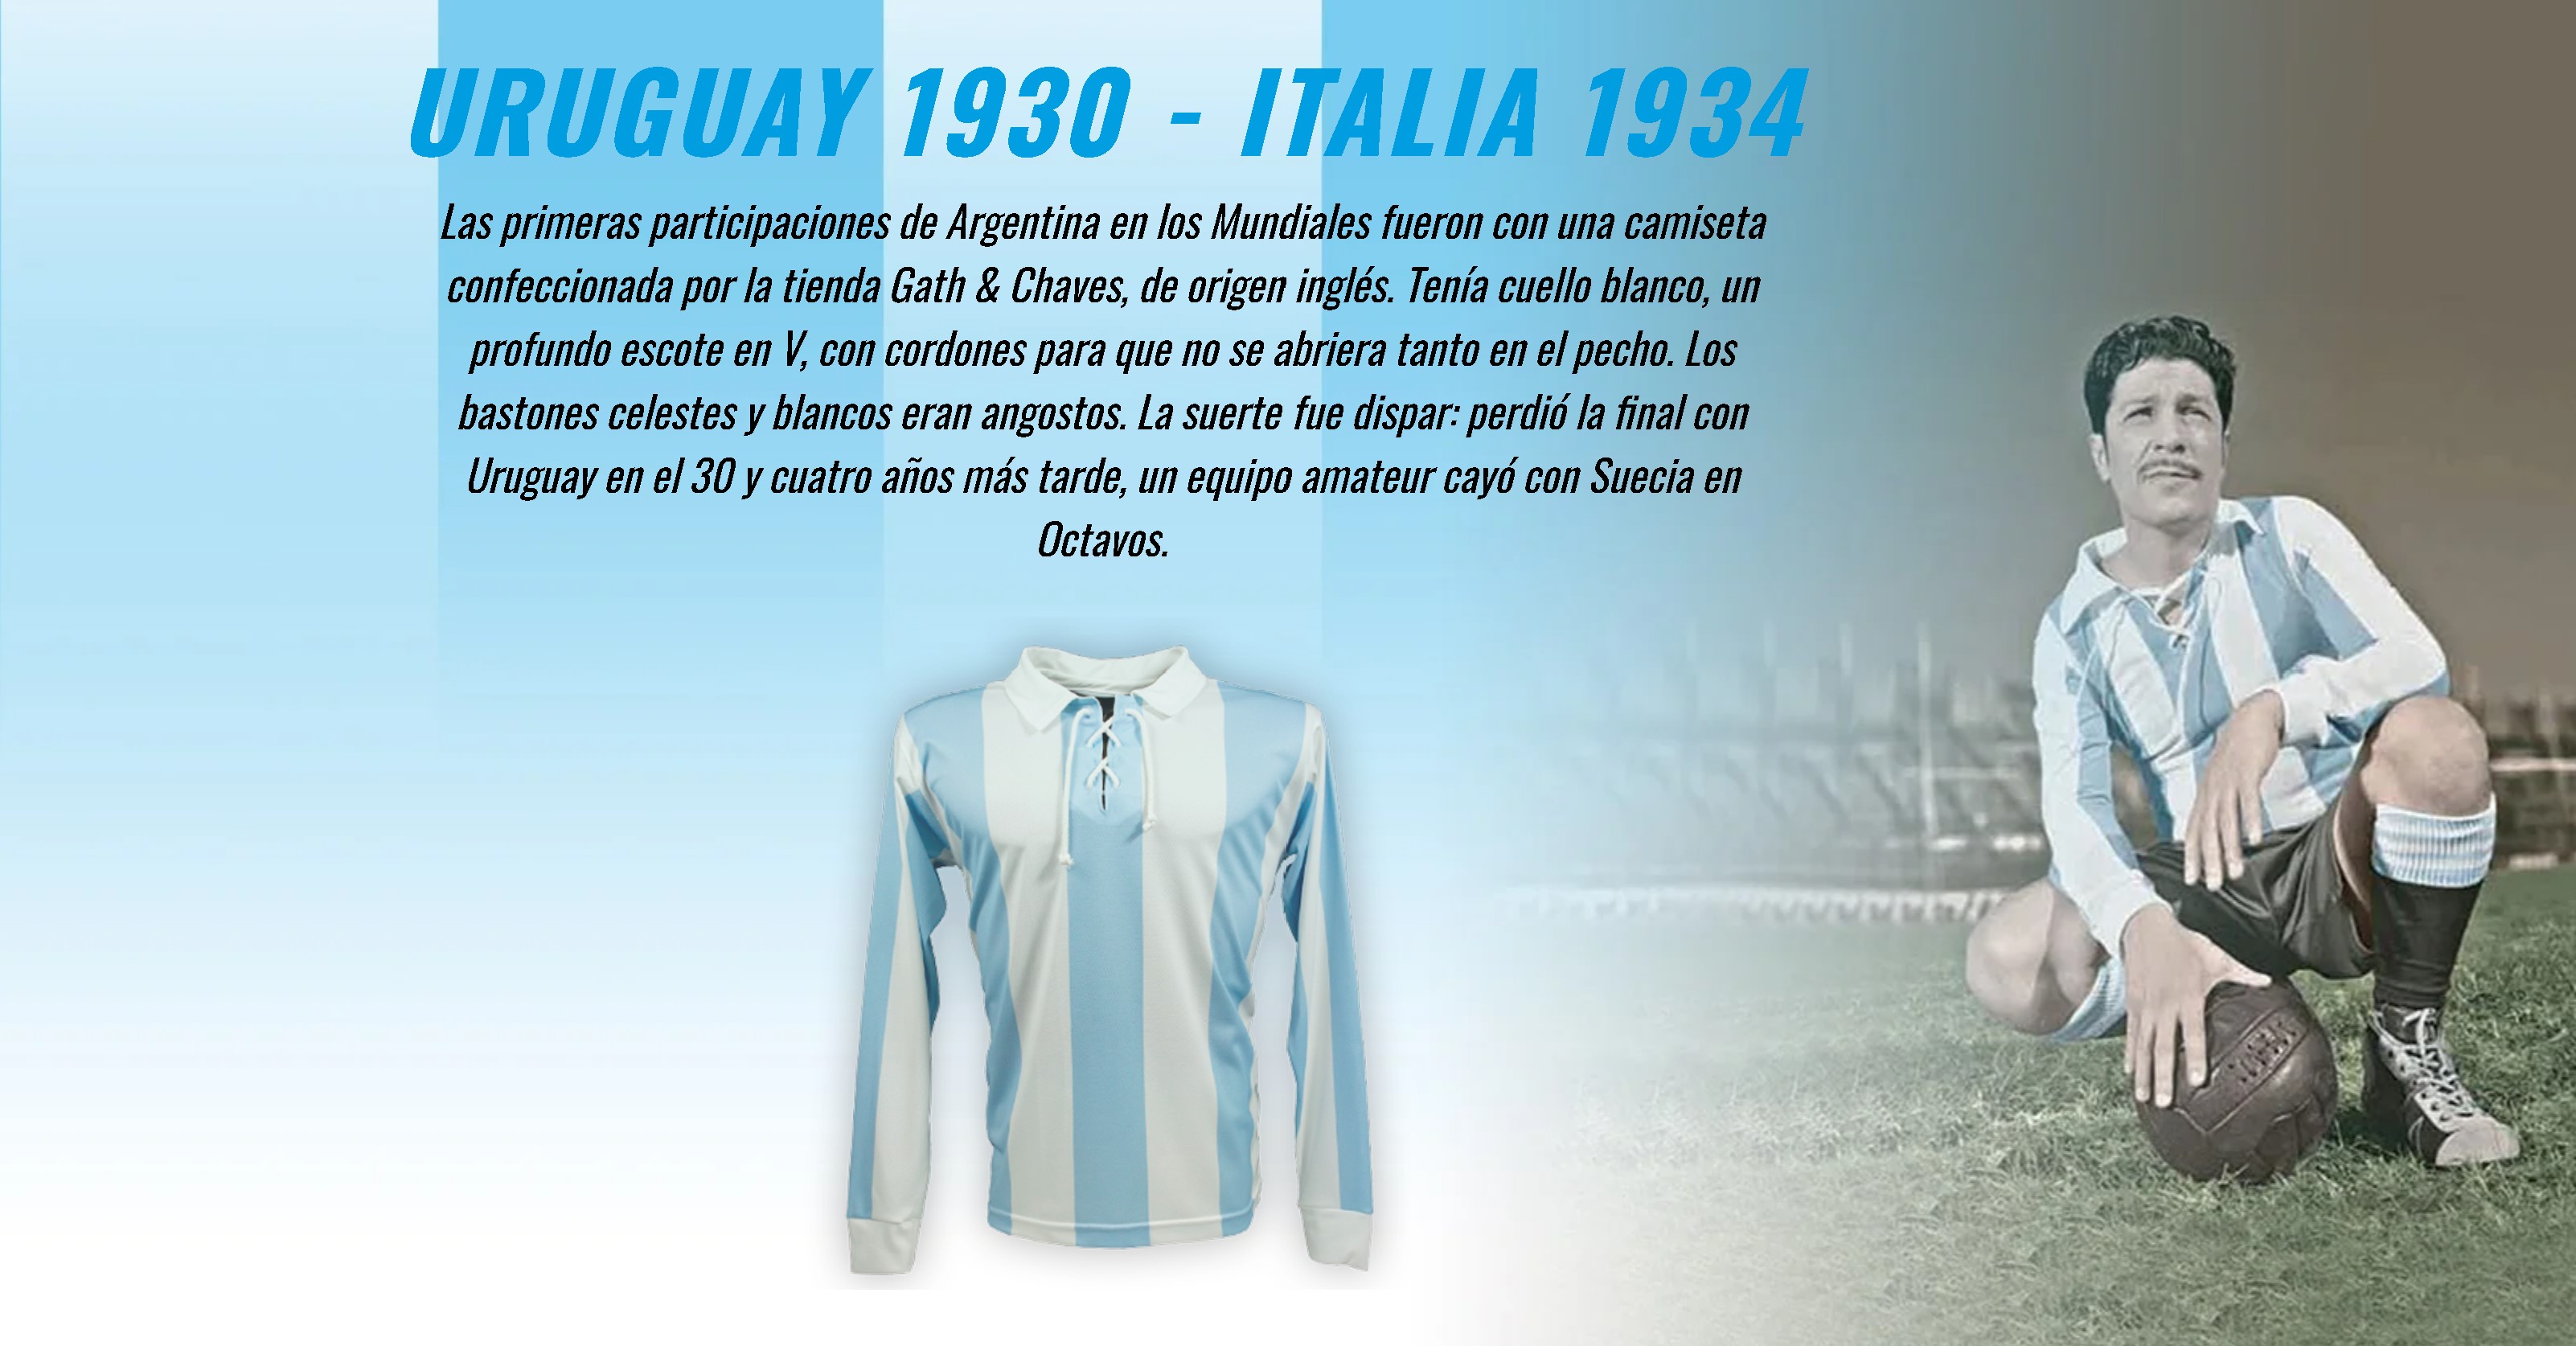 URUGUAY 1930 - ITALIA 1934
Las primeras participaciones de Argentina en los Mundiales fueron con una camiseta
confeccionada por la tienda Gath & Chaves, de origen inglés. Tenía cuello blanco, un
profundo escote en V, con cordones para que no se abriera tanto en el pecho. Los
bastones celestes y blancos eran angostos. La suerte fue dispar: perdió la final con
Uruguay en el 30 y cuatro años más tarde, un equipo amateur cayó con Suecia en
Octavos.